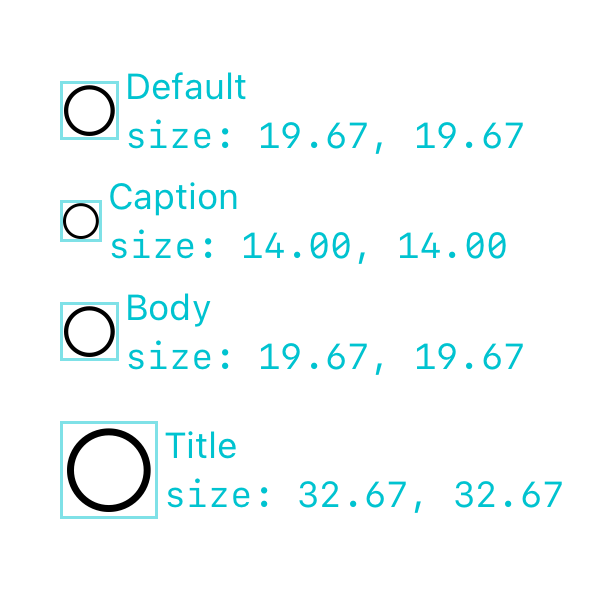 Default
size: 19.67, 19.67
Caption
size: 14.00, 14.00
Body
size: 19.67, 19.67
Title
size: 32.67, 32.67